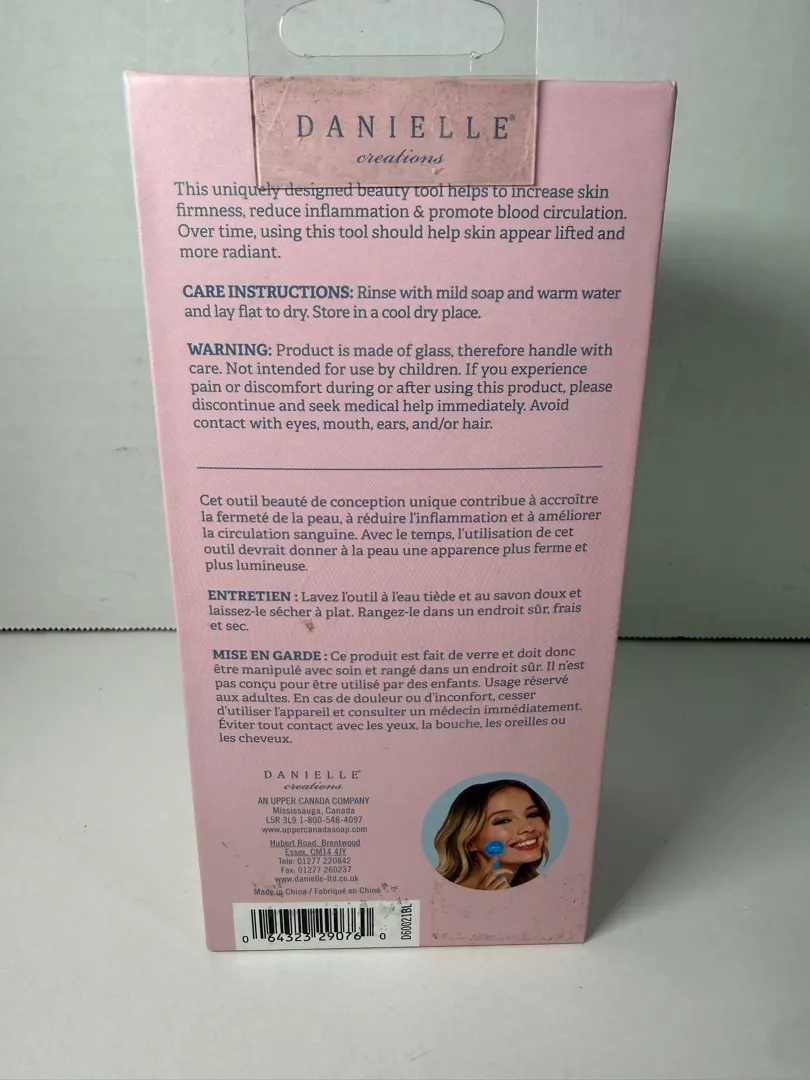 DANIELLE®
creations
This uniquely designed beauty tool helps to increase skin
firmness, reduce inflammation & promote blood circulation.
Over time, using this tool should help skin appear lifted and
more radiant.
CARE INSTRUCTIONS: Rinse with mild soap and warm water
and lay flat to dry. Store in a cool dry place.
WARNING: Product is made of glass, therefore handle with
care. Not intended for use by children. If you experience
pain or discomfort during or after using this product, please
discontinue and seek medical help immediately. Avoid
contact with eyes, mouth, ears, and/or hair.
Cet outil beauté de conception unique contribue à accroître
la fermeté de la peau, à réduire l'inflammation et à améliorer
la circulation sanguine. Avec le temps, l'utilisation de cet
outil devrait donner à la peau une apparence plus ferme et
plus lumineuse.
ENTRETIEN : Lavez l'outil à l'eau tiède et au savon doux et
laissez-le sécher à plat. Rangez-le dans un endroit sûr, frais
et sec.
MISE EN GARDE : Ce produit est fait de verre et doit donc
être manipulé avec soin et rangé dans un endroit sûr. Il n'est
pas conçu pour être utilisé par des enfants. Usage réservé
aux adultes. En cas de douleur ou d'inconfort, cesser
d'utiliser l'appareil et consulter un médecin immédiatement.
Éviter tout contact avec les yeux, la bouche, les oreilles ou
les cheveux.
DANIELLE®
creations
AN UPPER CANADA COMPANY
Mississauga, Canada
L5R 3L9 1-800-548-4097
www.uppercanadasoap.com
Hubert Road, Brentwood
Essex, CM14 4JY
Tele: 01277 220842
Fax: 01277 260237
www.danielle-ltd.co.uk
Made in China / Fabriqué en Chine
0 64323 29076 0
D60021BL